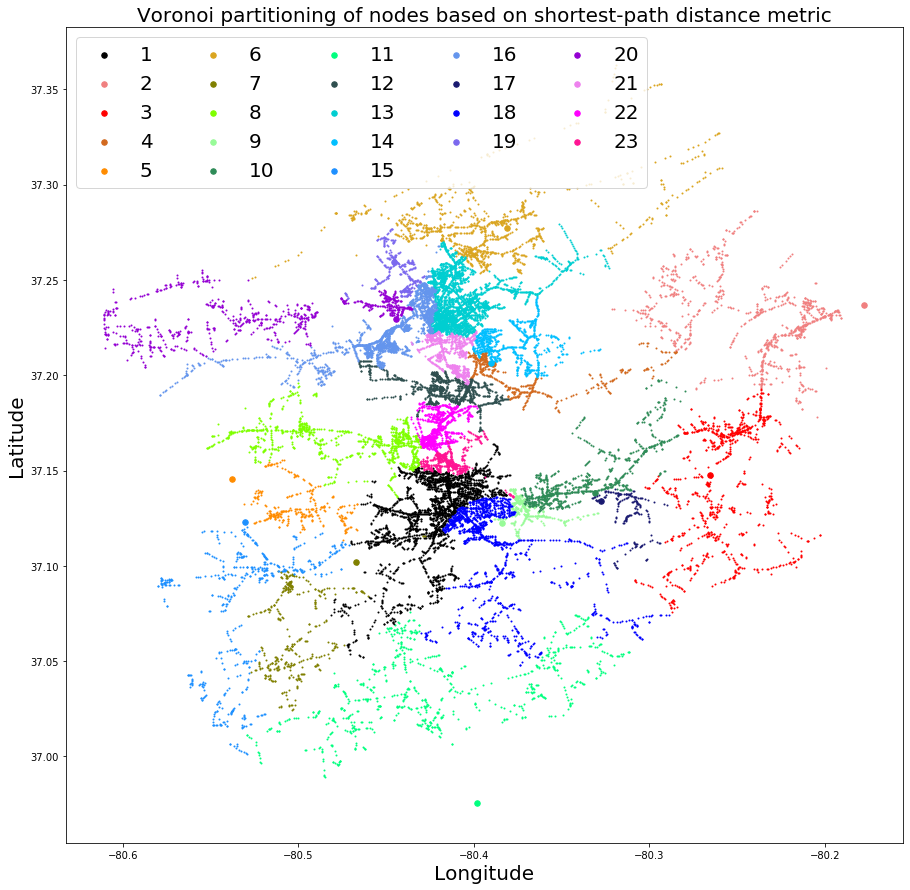 Voronoi partitioning of nodes based on shortest-path distance metric
1 6 11 16 20
2 7 12 17 21
3 8 13 18 22
4 9 14 19 23
5 10 15
Latitude
37.35
37.30
37.25
37.20
37.15
37.10
37.05
37.00
−80.6 −80.5 −80.4 −80.3 −80.2
Longitude